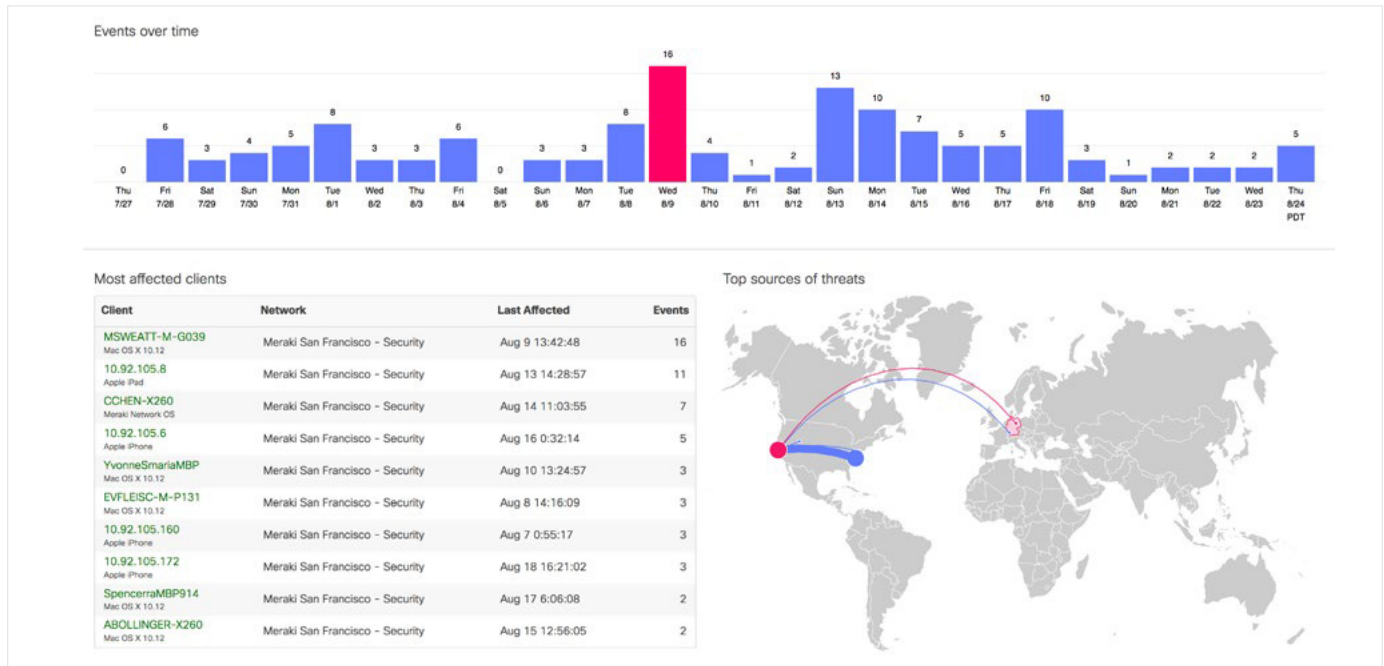 Events over time
16
13
10
10
8
8
7
6
6
5
5
5
5
4
4
3
3
3
3
3
3
2
2
2
2
1
1
0
0
Thu Fri Sat Sun Mon Tue Wed Thu Fri Sat Sun Mon Tue Wed Thu Fri Sat Sun Mon Tue Wed Thu Fri Sat Sun Mon Tue Wed Thu
7/27 7/28 7/29 7/30 7/31 8/1 8/2 8/3 8/4 8/5 8/6 8/7 8/8 8/9 8/10 8/11 8/12 8/13 8/14 8/15 8/16 8/17 8/18 8/19 8/20 8/21 8/22 8/23 8/24
PDT
Most affected clients
Client Network Last Affected Events
MSWEATT-M-G039 Meraki San Francisco - Security Aug 9 13:42:48 16
Mac OS X 10.12
10.92.105.8 Meraki San Francisco - Security Aug 13 14:28:57 11
Apple iPad
CCHEN-X260 Meraki San Francisco - Security Aug 14 11:03:55 7
Meraki Network OS
10.92.105.6 Meraki San Francisco - Security Aug 16 0:32:14 5
Apple iPhone
YvonneSmariaMBP Meraki San Francisco - Security Aug 10 13:24:57 3
Mac OS X 10.12
EVFLEISC-M-P131 Meraki San Francisco - Security Aug 8 14:16:09 3
Mac OS X 10.12
10.92.105.160 Meraki San Francisco - Security Aug 7 0:55:17 3
Apple iPhone
10.92.105.172 Meraki San Francisco - Security Aug 18 16:21:02 3
Apple iPhone
SpencerraMBP914 Meraki San Francisco - Security Aug 17 6:06:08 2
Mac OS X 10.12
ABOLLINGER-X260 Meraki San Francisco - Security Aug 15 12:56:05 2
Mac OS X 10.12
Top sources of threats